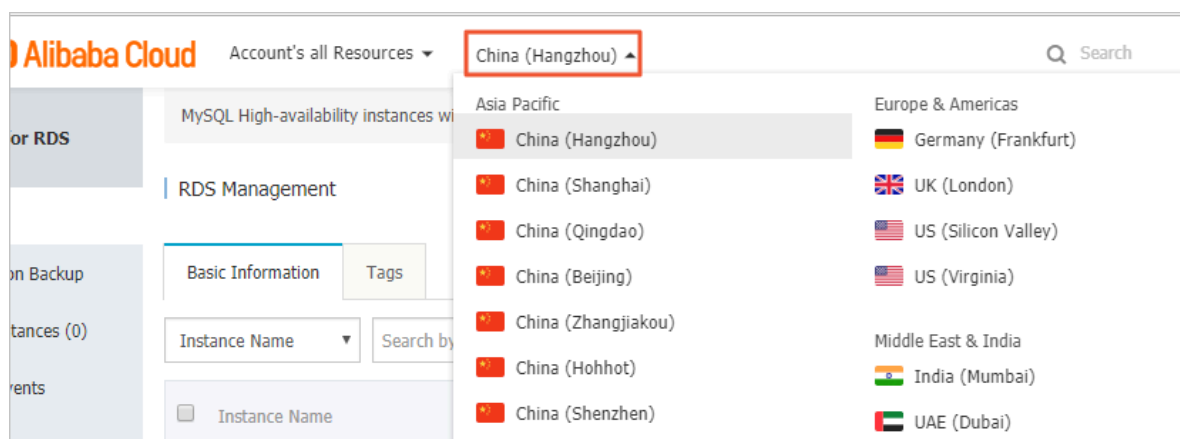 Alibaba Cloud
Account's all Resources
China (Hangzhou)
Search
MySQL High-availability instances
or RDS
RDS Management
Basic Information
Tags
on Backup
tances (0)
vents
Instance Name
Search by
Instance Name
Asia Pacific
China (Hangzhou)
China (Shanghai)
China (Qingdao)
China (Beijing)
China (Zhangjiakou)
China (Hohhot)
China (Shenzhen)
Europe & Americas
Germany (Frankfurt)
UK (London)
US (Silicon Valley)
US (Virginia)
Middle East & India
India (Mumbai)
UAE (Dubai)